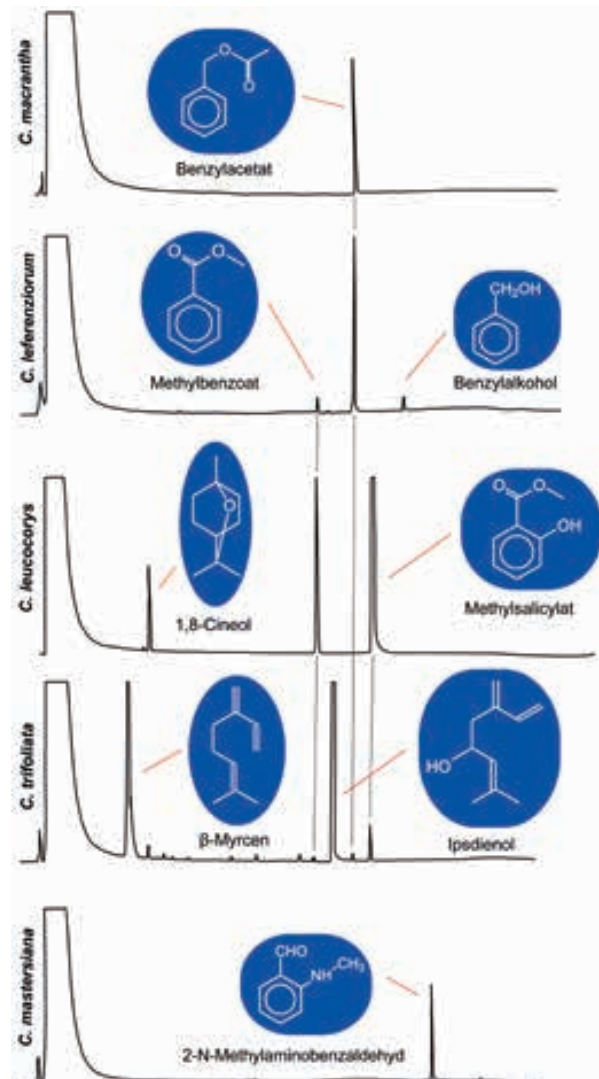 C. macrantha
O
O
Benzylacetat
C. leferenziorum
O
O
Methylbenzoat
CH₂OH
Benzylalkohol
C. leucocorys
O
1,8-Cineol
O
O
OH
Methylsalicylat
C. trifoliata
β-Myrcen
HO
Ipsdienol
C. mastersiana
CHO
NH
CH₃
2-N-Methylaminobenzaldehyd